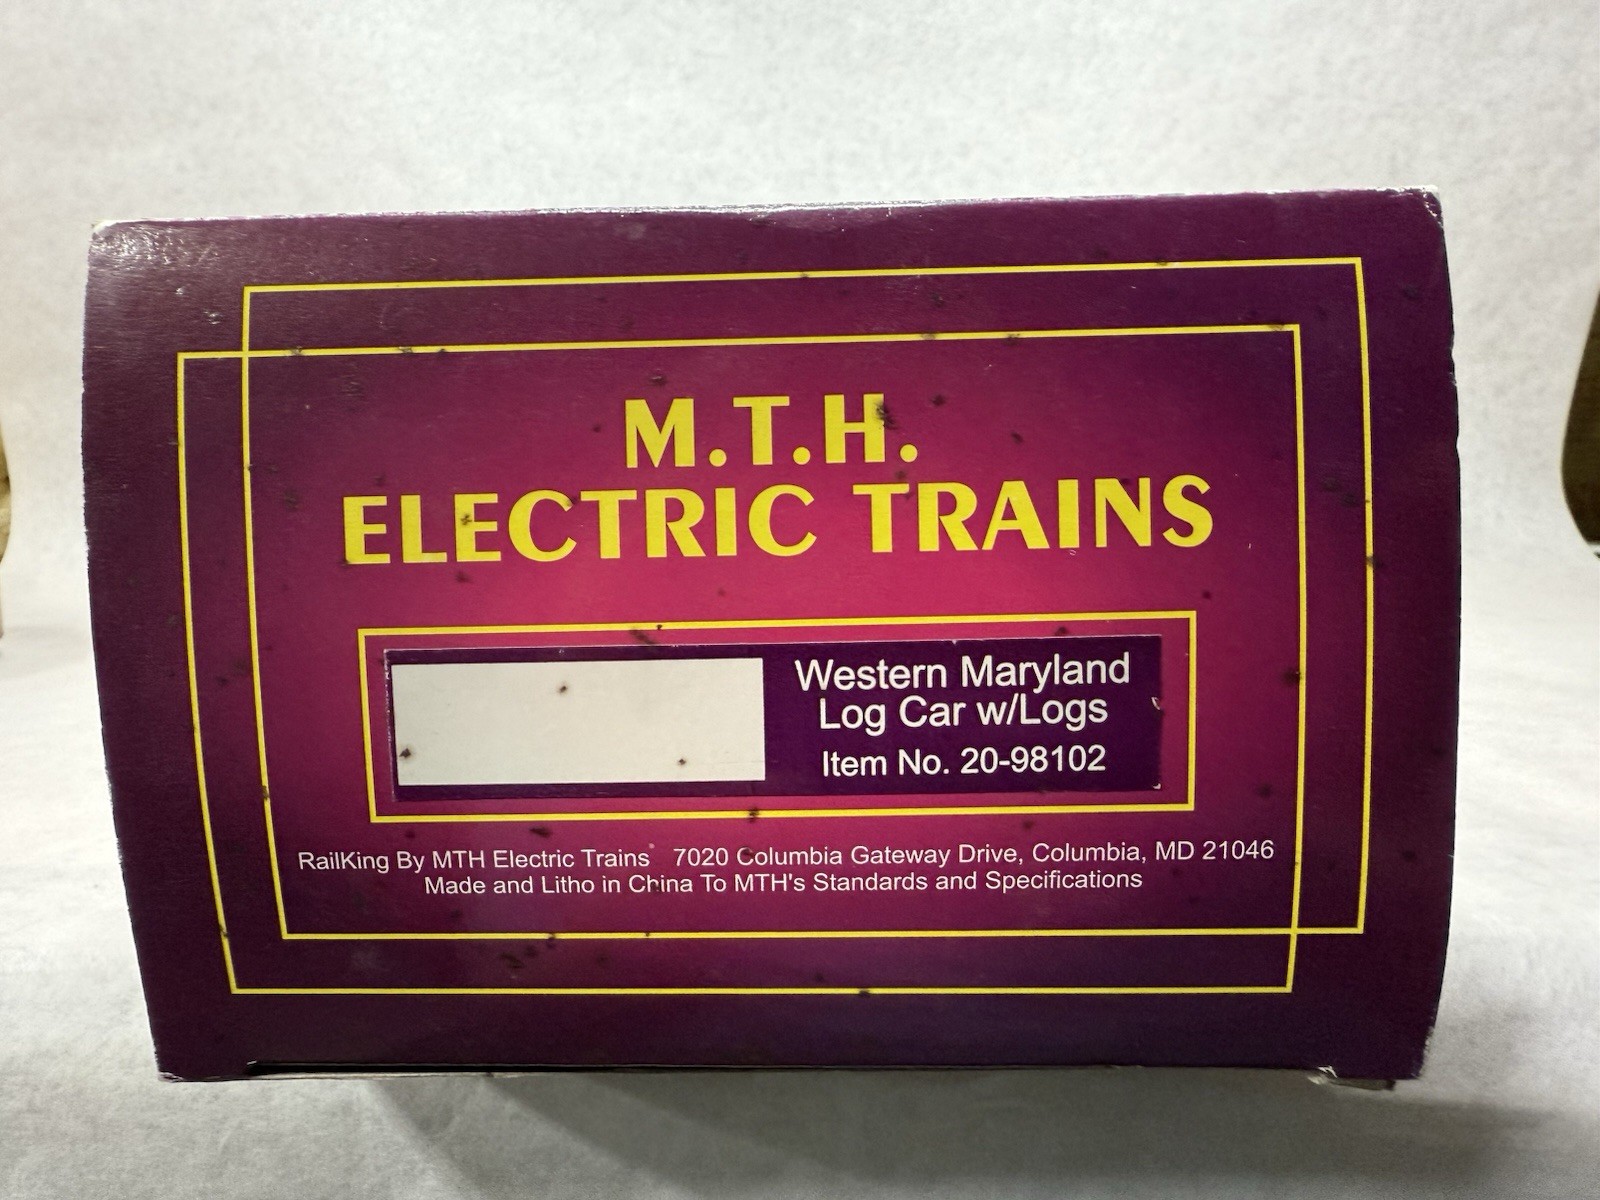 M.T.H.
ELECTRIC TRAINS
Western Maryland
Log Car w/Logs
Item No. 20-98102
RailKing By MTH Electric Trains 7020 Columbia Gateway Drive, Columbia, MD 21046
Made and Litho in China To MTH's Standards and Specifications